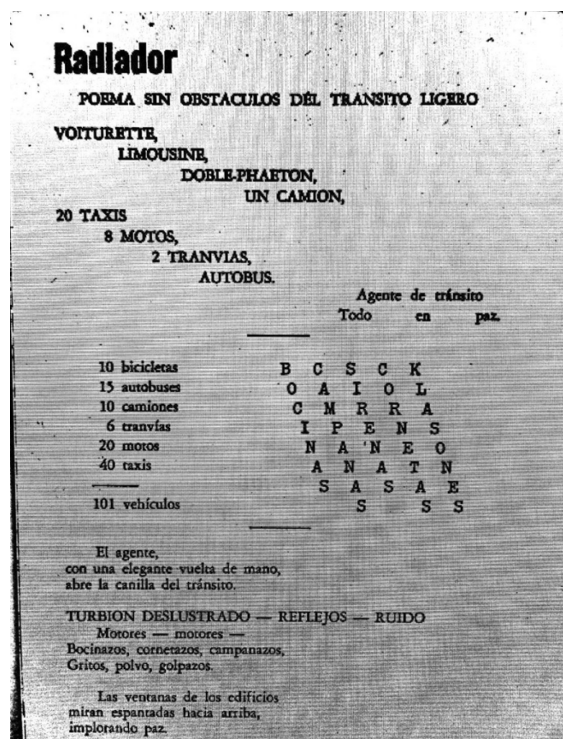 Radiador
POEMA SIN OBSTACULOS DEL TRANSITO LIGERO
VOITURETTE,
LIMOUSINE,
DOBLE-PHAETON,
UN CAMION,
20 TAXIS
8 MOTOS,
2 TRANVIAS,
AUTOBUS.
Agente de tránsito
Todo en paz.
10 bicicletas
15 autobuses
10 camiones
6 tranvías
20 motos
40 taxis
101 vehículos
B C S C K
O A I O L
C M R R A
I P E N S
N A N E O
A N A T N
S A S A E
S S S
El agente,
con una elegante vuelta de mano,
abre la canilla del tránsito.
TURBION DESLUSTRADO — REFLEJOS — RUIDO
Motores — motores —
Bocinazos, cornetazos, campanazos,
Gritos, polvo, golpazos.
Las ventanas de los edificios
miran espantadas hacia arriba,
implorando paz.